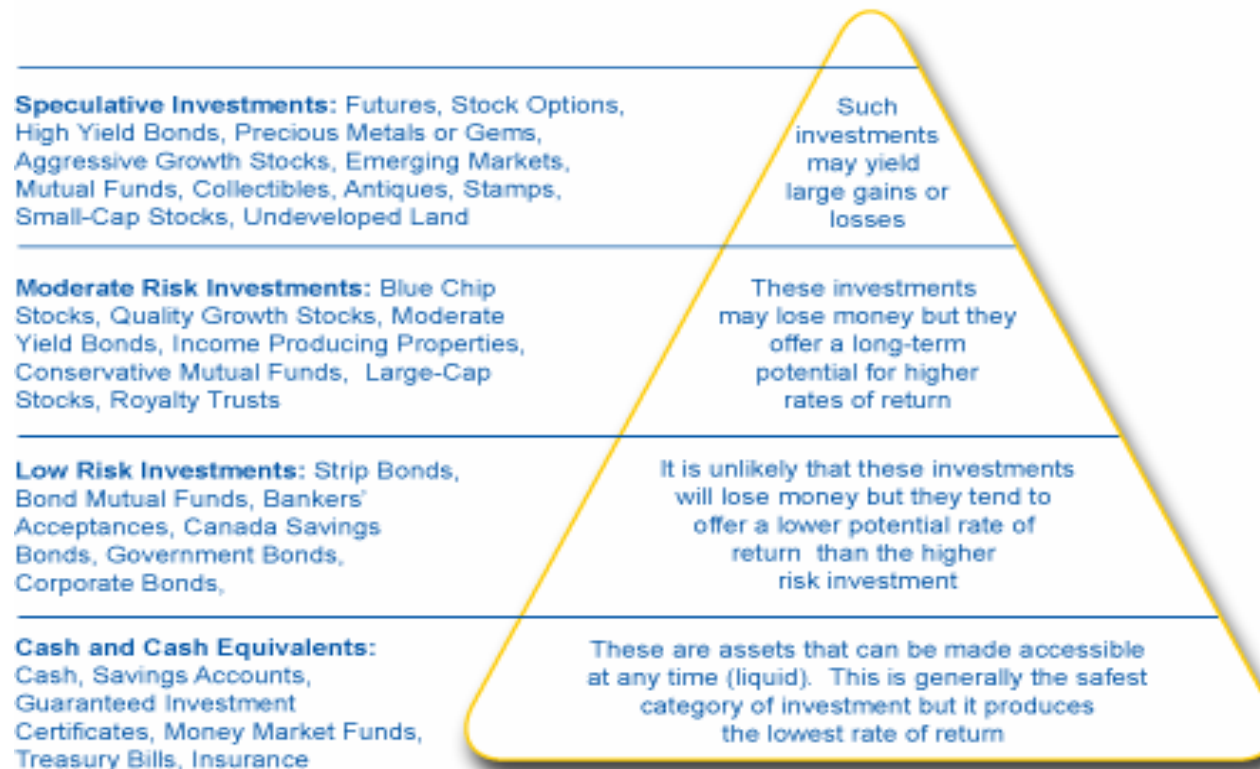 Speculative Investments: Futures, Stock Options,
High Yield Bonds, Precious Metals or Gems,
Aggressive Growth Stocks, Emerging Markets,
Mutual Funds, Collectibles, Antiques, Stamps,
Small-Cap Stocks, Undeveloped Land
Such
investments
may yield
large gains or
losses
Moderate Risk Investments: Blue Chip
Stocks, Quality Growth Stocks, Moderate
Yield Bonds, Income Producing Properties,
Conservative Mutual Funds, Large-Cap
Stocks, Royalty Trusts
These investments
may lose money but they
offer a long-term
potential for higher
rates of return
Low Risk Investments: Strip Bonds,
Bond Mutual Funds, Bankers'
Acceptances, Canada Savings
Bonds, Government Bonds,
Corporate Bonds,
It is unlikely that these investments
will lose money but they tend to
offer a lower potential rate of
return than the higher
risk investment
Cash and Cash Equivalents:
Cash, Savings Accounts,
Guaranteed Investment
Certificates, Money Market Funds,
Treasury Bills, Insurance
These are assets that can be made accessible
at any time (liquid). This is generally the safest
category of investment but it produces
the lowest rate of return